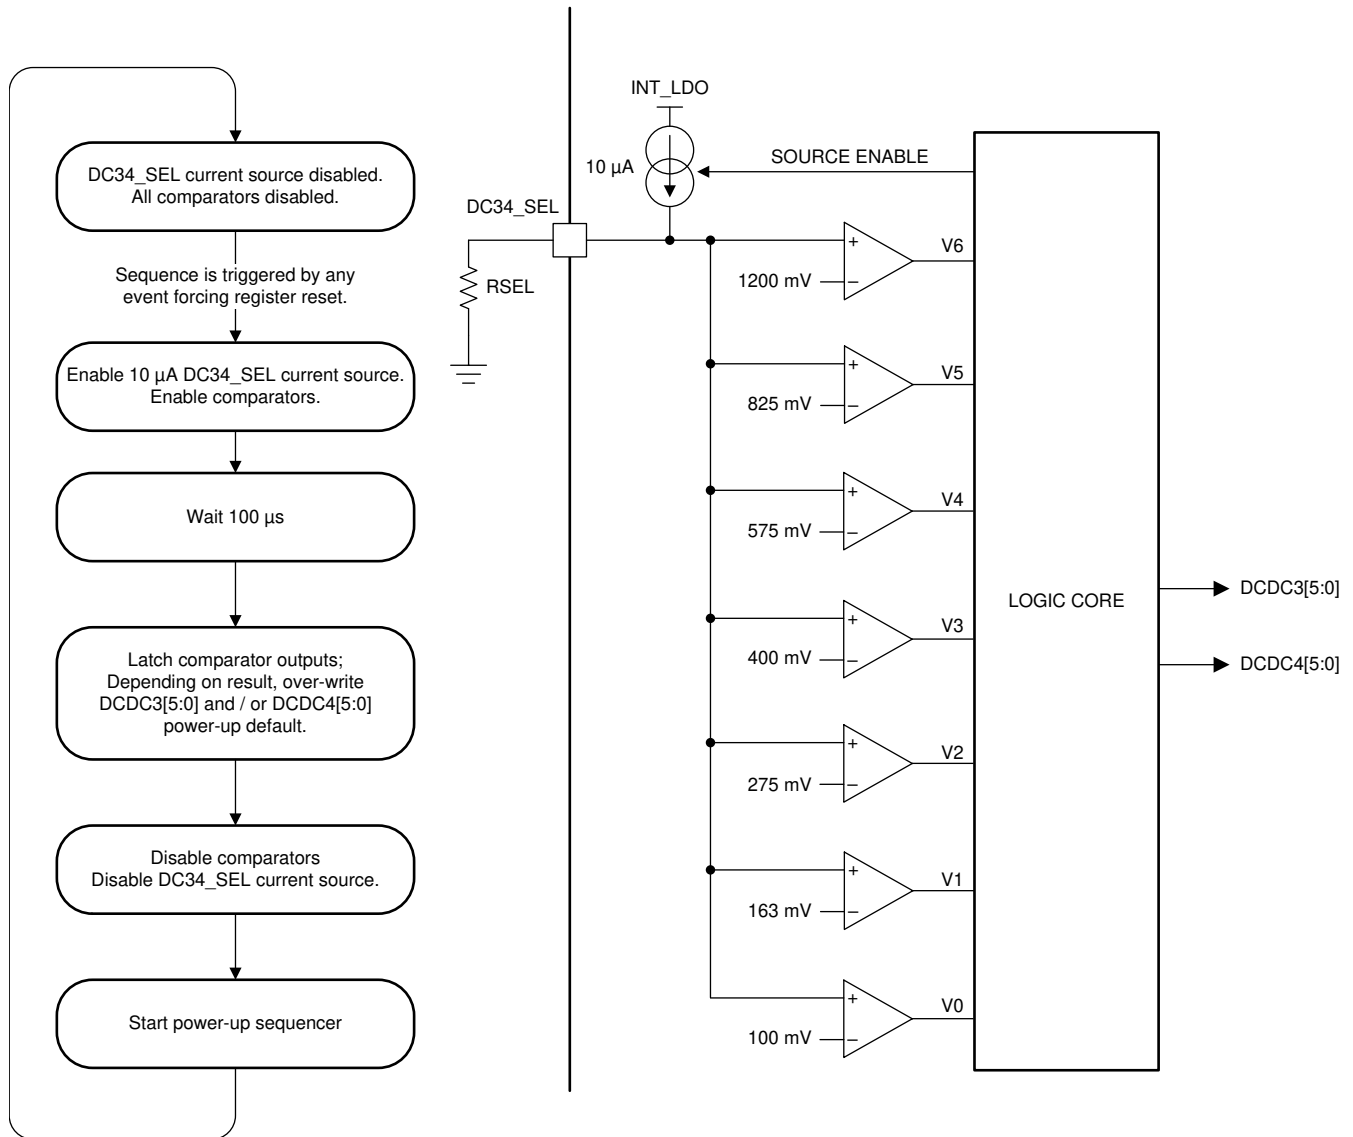 DC34_SEL current source disabled.
All comparators disabled.
Sequence is triggered by any
event forcing register reset.
Enable 10 µA DC34_SEL current source.
Enable comparators.
Wait 100 µs
Latch comparator outputs;
Depending on result, over-write
DCDC3[5:0] and / or DCDC4[5:0]
power-up default.
Disable comparators
Disable DC34_SEL current source.
Start power-up sequencer
INT_LDO
10 µA
SOURCE ENABLE
DC34_SEL
RSEL
+
V6
1200 mV
–
+
V5
825 mV
–
+
V4
575 mV
–
+
V3
400 mV
–
+
V2
275 mV
–
+
V1
163 mV
–
+
V0
100 mV
–
LOGIC CORE
DCDC3[5:0]
DCDC4[5:0]